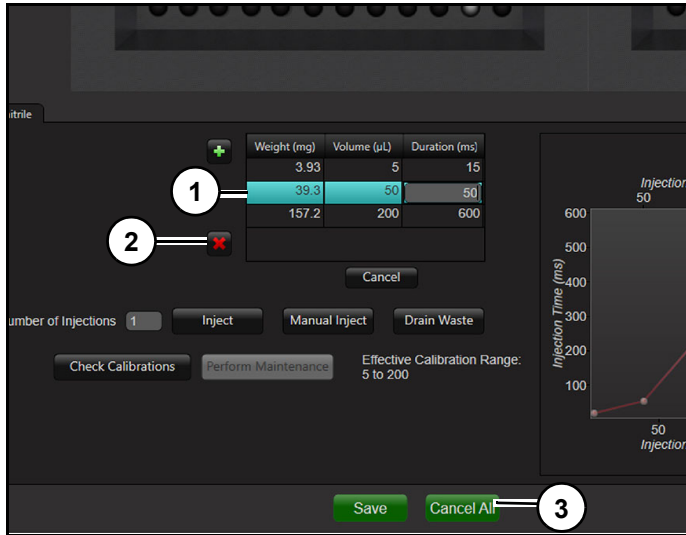 itrile
Weight (mg) Volume (µL) Duration (ms)
3.93 5 15
1
39.3 50 50
157.2 200 600
2
Cancel
umber of Injections 1 Inject Manual Inject Drain Waste
Check Calibrations Perform Maintenance Effective Calibration Range:
5 to 200
Injection
50
600
500
400
300
200
100
Injection Time (ms)
50
Injection
Save Cancel All 3